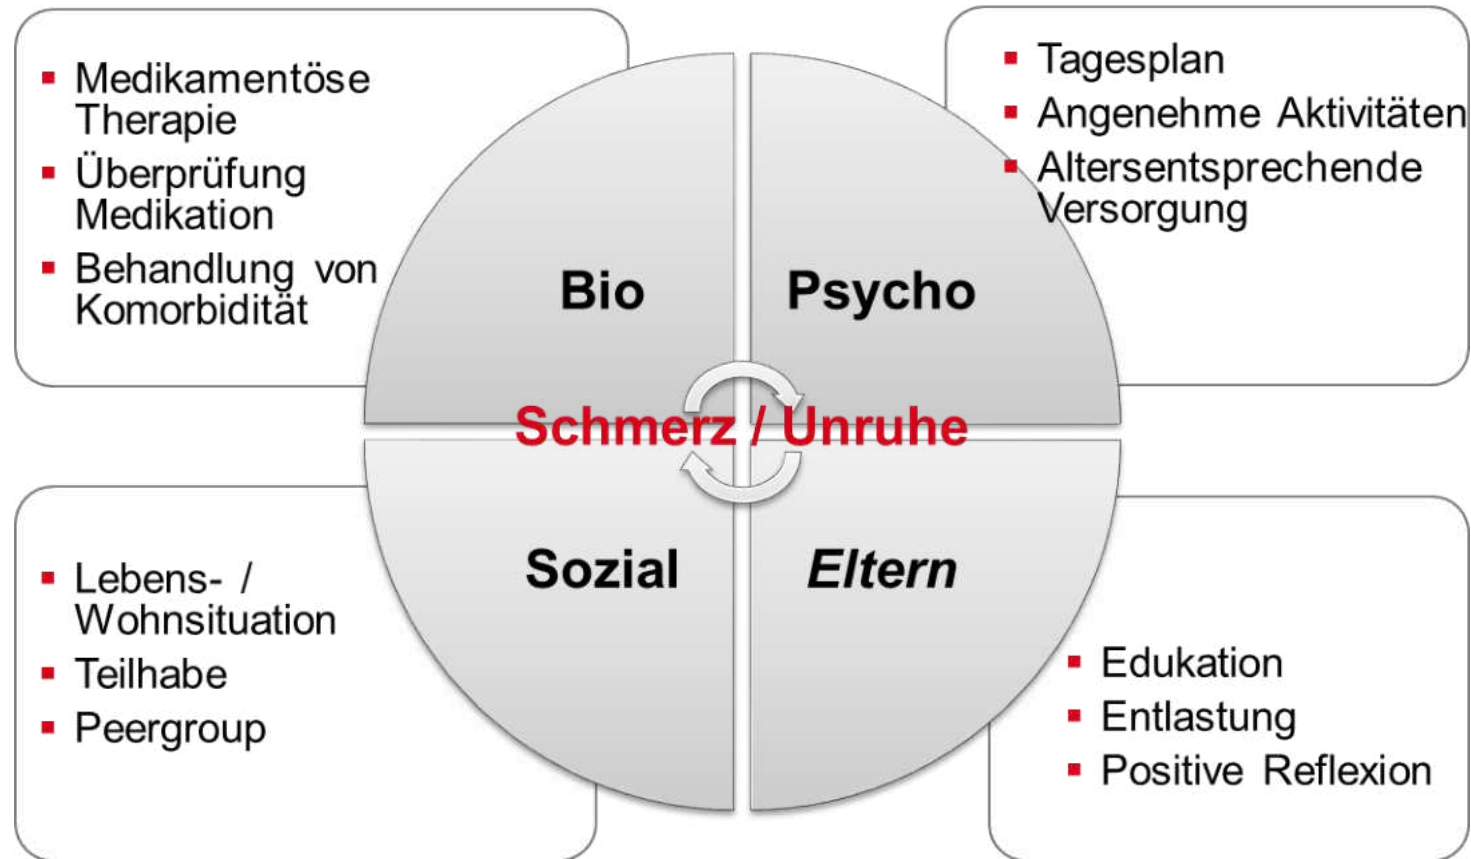 Medikamentöse
Therapie
Überprüfung
Medikation
Behandlung von
Komorbidität
Tagesplan
Angenehme Aktivitäten
Altersentsprechende
Versorgung
Bio
Psycho
Schmerz / Unruhe
Sozial
Eltern
Lebens- /
Wohnsituation
Teilhabe
Peergroup
Edukation
Entlastung
Positive Reflexion